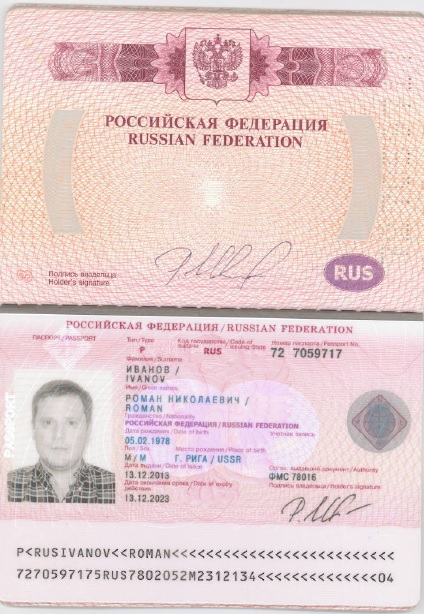 РОССИЙСКАЯ ФЕДЕРАЦИЯ
RUSSIAN FEDERATION
Подпись владельца
Holder's signature
RUS
РОССИЙСКАЯ ФЕДЕРАЦИЯ / RUSSIAN FEDERATION
ПАСПОРТ / PASSPORT
Тип/Type Код государства/Code of issuing State Номер паспорта/Passport No.
P RUS 72 7059717
Фамилия/Surname
ИВАНОВ /
IVANOV
Имя/Given names
РОМАН НИКОЛАЕВИЧ /
ROMAN
Гражданство/Nationality
РОССИЙСКАЯ ФЕДЕРАЦИЯ / RUSSIAN FEDERATION
Дата рождения/Date of birth
05.02.1978
Пол/Sex Место рождения/Place of birth
М/M Г. РИГА / USSR
Дата выдачи/Date of issue Орган, выдавший документ/Authority
13.12.2013 ФМС 78016
Дата окончания срока действия/Date of expiry Подпись владельца/Holder's signature
13.12.2023
PASSPORT
P<RUSIVANOV<<ROMAN<<<<<<<<<<<<<<<<<<<<<<<<<<
7270597175RUS7802052M2312134<<<<<<<<<<<<<<04